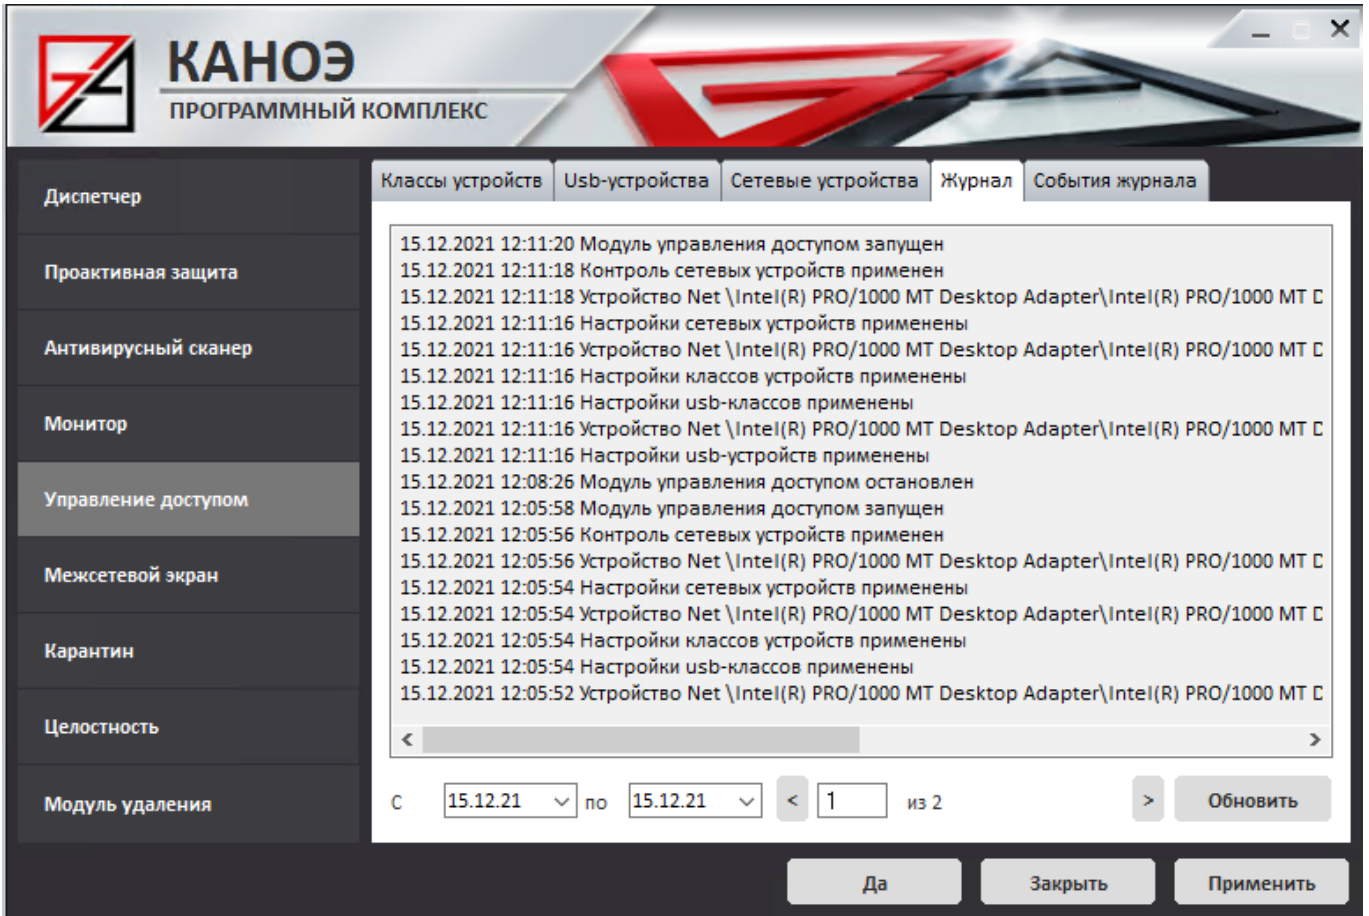 КАНОЭ
ПРОГРАММНЫЙ КОМПЛЕКС
Диспетчер
Проактивная защита
Антивирусный сканер
Монитор
Управление доступом
Межсетевой экран
Карантин
Целостность
Модуль удаления
Классы устройств Usb-устройства Сетевые устройства Журнал События журнала
15.12.2021 12:11:20 Модуль управления доступом запущен
15.12.2021 12:11:18 Контроль сетевых устройств применен
15.12.2021 12:11:18 Устройство Net \Intel(R) PRO/1000 MT Desktop Adapter\Intel(R) PRO/1000 MT
15.12.2021 12:11:16 Настройки сетевых устройств применены
15.12.2021 12:11:16 Устройство Net \Intel(R) PRO/1000 MT Desktop Adapter\Intel(R) PRO/1000 MT
15.12.2021 12:11:16 Настройки классов устройств применены
15.12.2021 12:11:16 Настройки usb-классов применены
15.12.2021 12:11:16 Устройство Net \Intel(R) PRO/1000 MT Desktop Adapter\Intel(R) PRO/1000 MT
15.12.2021 12:11:16 Настройки usb-устройств применены
15.12.2021 12:08:26 Модуль управления доступом остановлен
15.12.2021 12:05:58 Модуль управления доступом запущен
15.12.2021 12:05:56 Контроль сетевых устройств применен
15.12.2021 12:05:56 Устройство Net \Intel(R) PRO/1000 MT Desktop Adapter\Intel(R) PRO/1000 MT
15.12.2021 12:05:54 Настройки сетевых устройств применены
15.12.2021 12:05:54 Устройство Net \Intel(R) PRO/1000 MT Desktop Adapter\Intel(R) PRO/1000 MT
15.12.2021 12:05:54 Настройки классов устройств применены
15.12.2021 12:05:54 Настройки usb-классов применены
15.12.2021 12:05:52 Устройство Net \Intel(R) PRO/1000 MT Desktop Adapter\Intel(R) PRO/1000 MT
С 15.12.21 по 15.12.21 < 1 из 2 > Обновить
Да Закрыть Применить